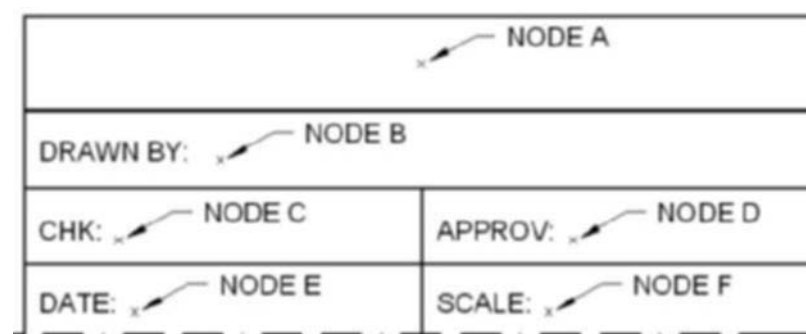 NODE A
DRAWN BY: NODE B
CHK: NODE C APPROV: NODE D
DATE: NODE E SCALE: NODE F